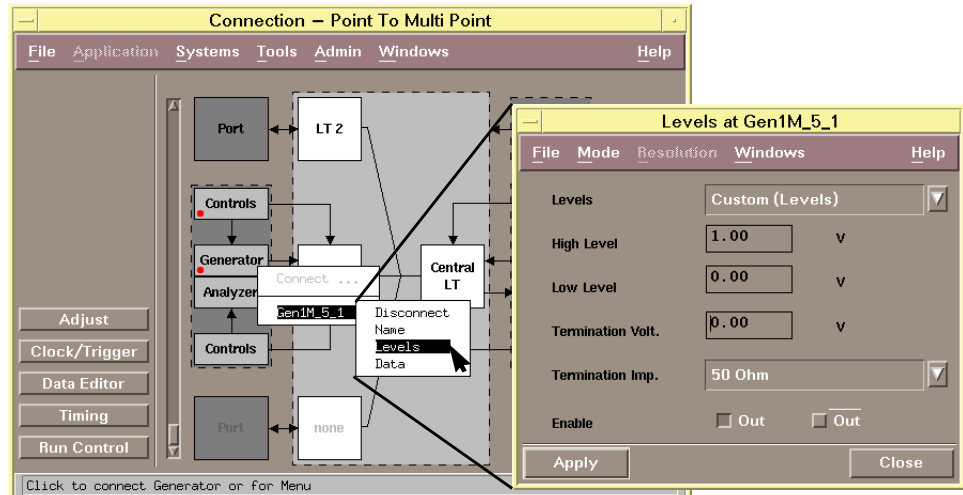 Connection – Point To Multi Point
File Application Systems Tools Admin Windows Help
Port
LT 2
Controls
Generator
Analyzer
Controls
Central
LT
Connect ...
Gen1M_5_1
Disconnect
Name
Levels
Data
Port
none
Adjust
Clock/Trigger
Data Editor
Timing
Run Control
Click to connect Generator or for Menu
Levels at Gen1M_5_1
File Mode Resolution Windows Help
Levels Custom (Levels)
High Level 1.00 V
Low Level 0.00 V
Termination Volt. 0.00 V
Termination Imp. 50 Ohm
Enable Out Out
Apply Close